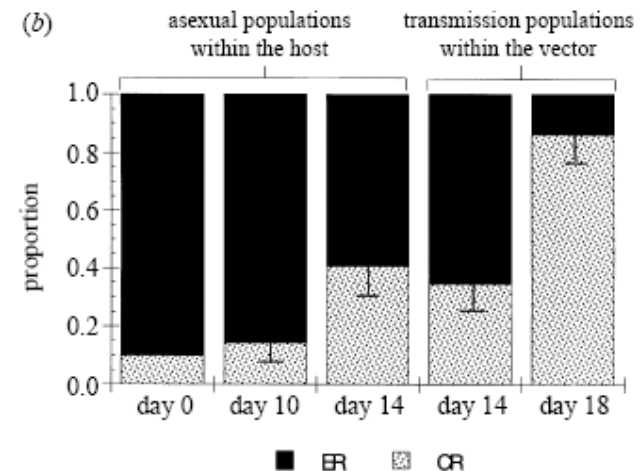 (b)
asexual populations
within the host
transmission populations
within the vector
proportion
1.0
0.8
0.6
0.4
0.2
0.0
day 0 day 10 day 14 day 14 day 18
ER CR